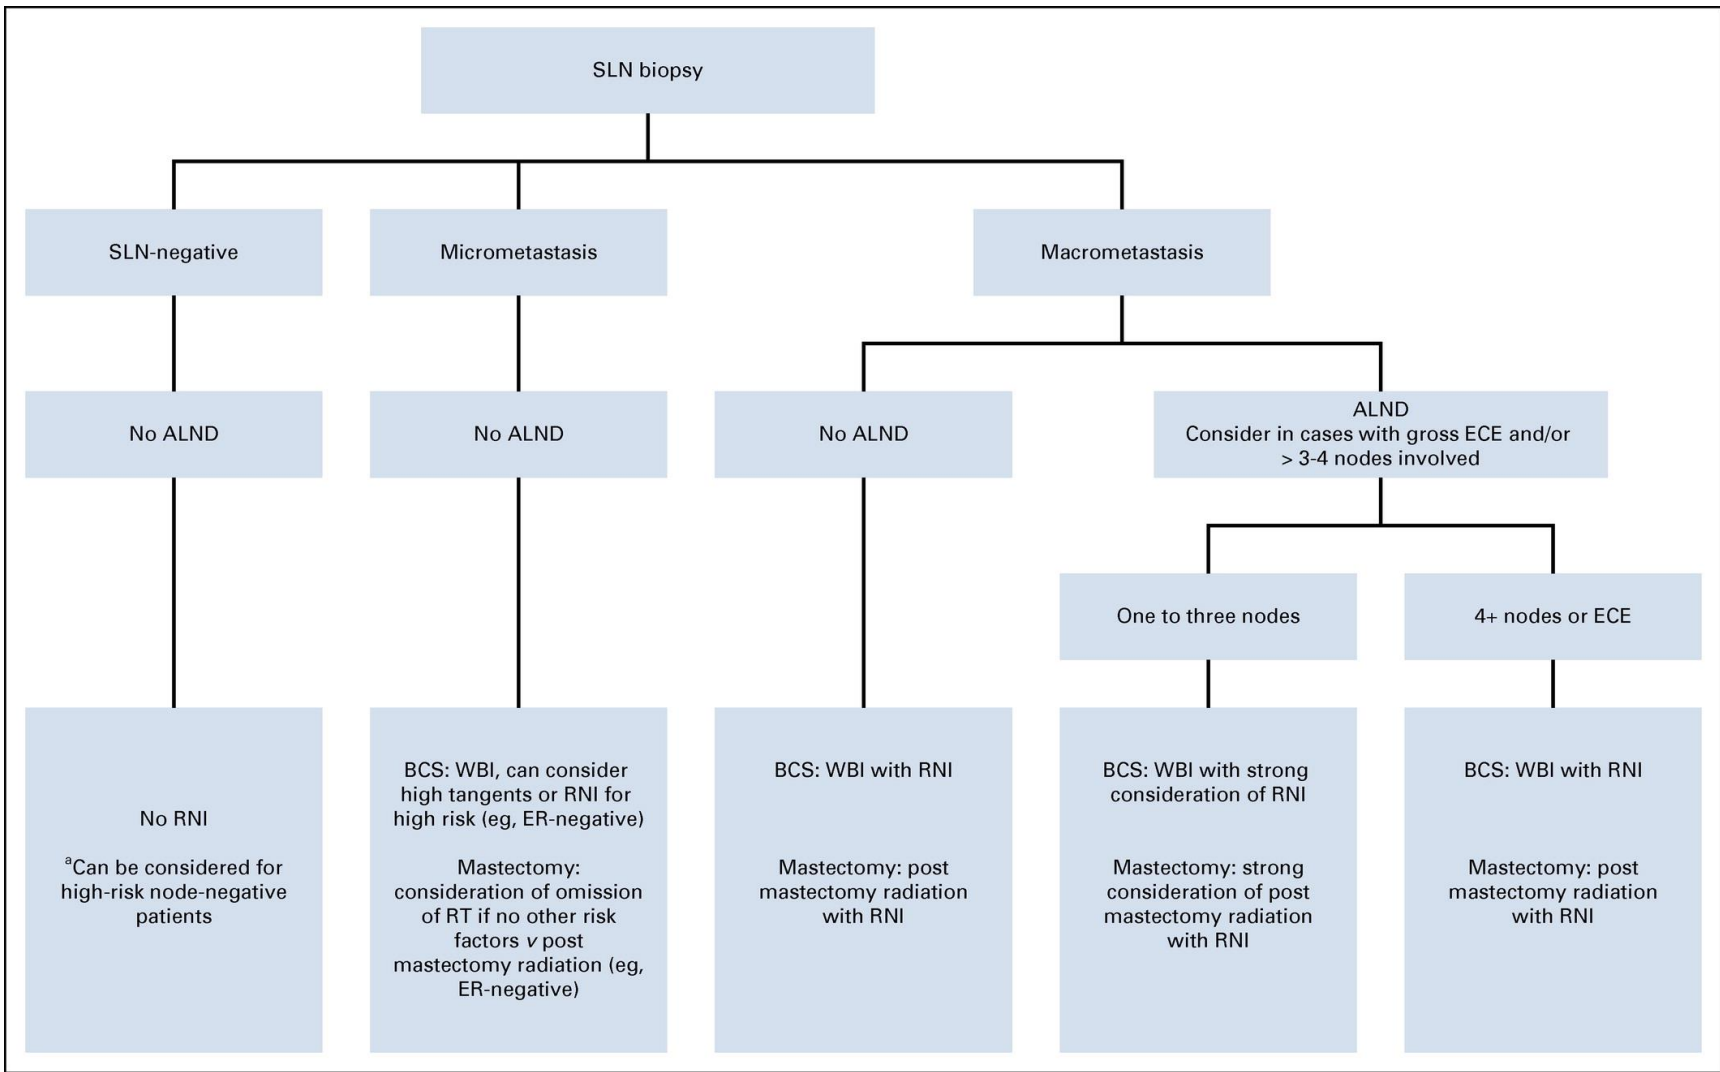 SLN biopsy
SLN-negative
Micrometastasis
Macrometastasis
No ALND
No ALND
No ALND
ALND
Consider in cases with gross ECE and/or
> 3-4 nodes involved
One to three nodes
4+ nodes or ECE
No RNI
aCan be considered for
high-risk node-negative
patients
BCS: WBI, can consider
high tangents or RNI for
high risk (eg, ER-negative)
Mastectomy:
consideration of omission
of RT if no other risk
factors v post
mastectomy radiation (eg,
ER-negative)
BCS: WBI with RNI
Mastectomy: post
mastectomy radiation
with RNI
BCS: WBI with strong
consideration of RNI
Mastectomy: strong
consideration of post
mastectomy radiation
with RNI
BCS: WBI with RNI
Mastectomy: post
mastectomy radiation
with RNI